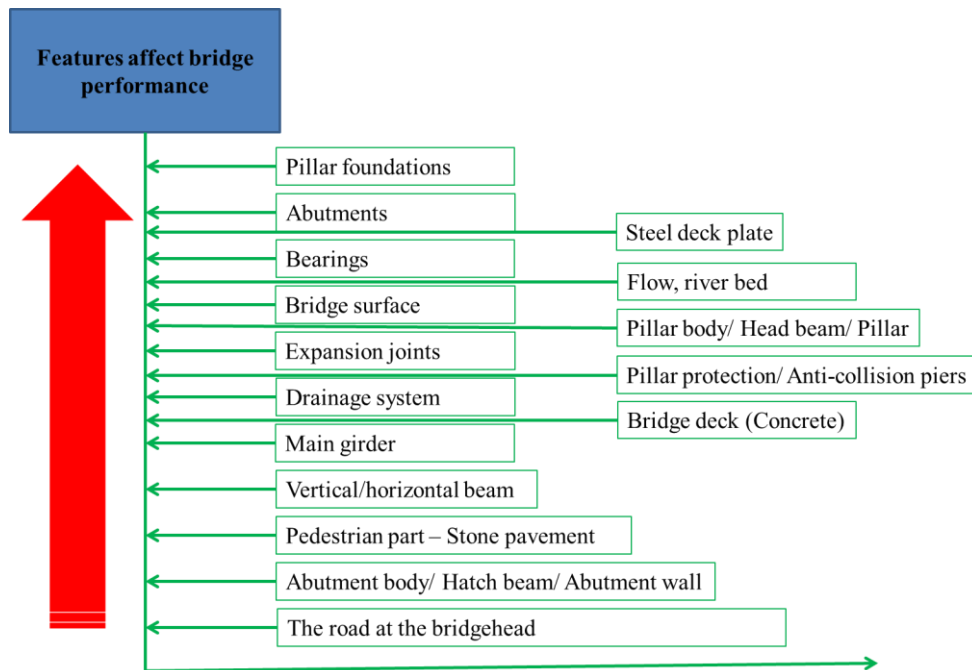 Features affect bridge
performance
Pillar foundations
Abutments
Steel deck plate
Bearings
Flow, river bed
Bridge surface
Pillar body/ Head beam/ Pillar
Expansion joints
Pillar protection/ Anti-collision piers
Drainage system
Bridge deck (Concrete)
Main girder
Vertical/horizontal beam
Pedestrian part – Stone pavement
Abutment body/ Hatch beam/ Abutment wall
The road at the bridgehead